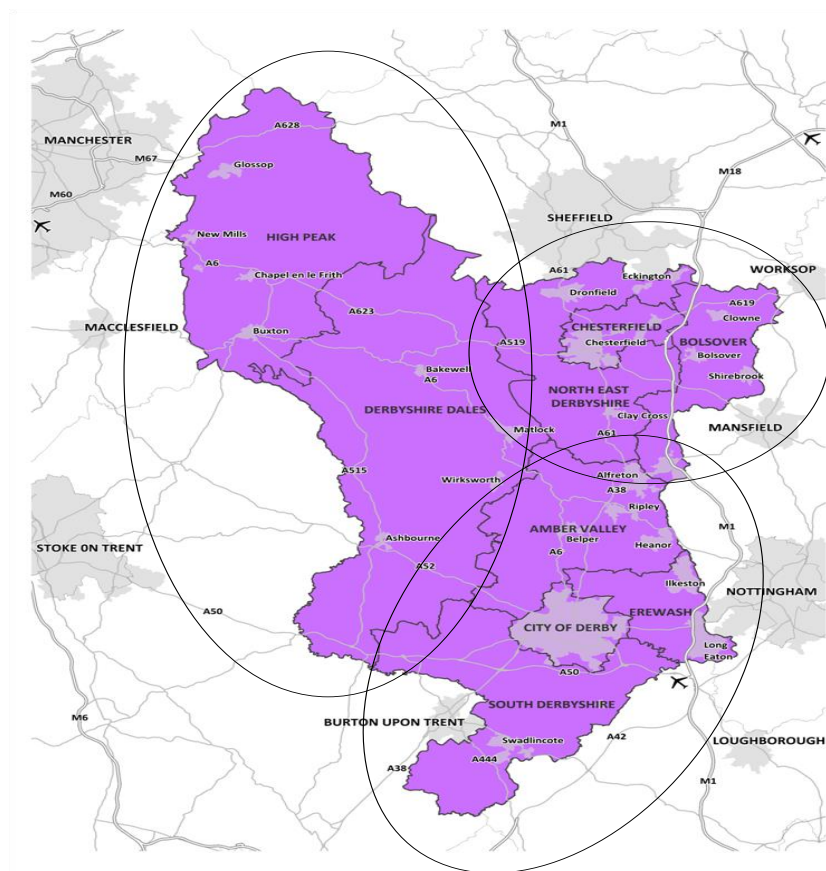 A628
M1
MANCHESTER
M67
Glossop
M18
M60
SHEFFIELD
New Mills
HIGH PEAK
A6
Chapel en le Frith
A61
Eckington
WORKSOP
Dronfield
A619
Clowne
A623
MACCLESFIELD
Buxton
CHESTERFIELD
Chesterfield
A519
BOLSOVER
Bolsover
Bakewell
A6
Shirebrook
DERBYSHIRE DALES
NORTH EAST
DERBYSHIRE
Clay Cross
MANSFIELD
Matlock
A61
A515
Wirksworth
Alfreton
A38
Ripley
AMBER VALLEY
M1
Ashbourne
Belper
Heanor
STOKE 0N TRENT
A6
A52
Ilkeston
NOTTINGHAM
A50
EREWASH
CITY OF DERBY
Long
Eaton
A50
SOUTH DERBYSHIRE
M6
BURTON UPON TRENT
Swadlincote
A42
LOUGHBOROUGH
A444
A38
M1